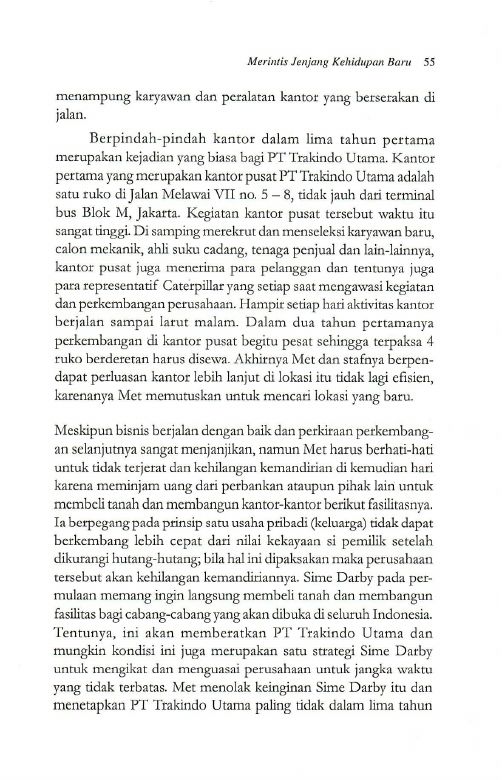 Merintis Jenjang Kehidupan Baru 55
menampung karyawan dan peralatan kantor yang berserakan di
jalan.
Berpindah-pindah kantor dalam lima tahun pertama
merupakan kejadian yang biasa bagi PT Trakindo Utama. Kantor
pertama yang merupakan kantor pusat PT Trakindo Utama adalah
satu ruko di Jalan Melawai VII no. 5 – 8, tidak jauh dari terminal
bus Blok M, Jakarta. Kegiatan kantor pusat tersebut waktu itu
sangat tinggi. Di samping merekrut dan menseleksi karyawan baru,
calon mekanik, ahli suku cadang, tenaga penjual dan lain-lainnya,
kantor pusat juga menerima para pelanggan dan tentunya juga
para representatif Caterpillar yang setiap saat mengawasi kegiatan
dan perkembangan perusahaan. Hampir setiap hari aktivitas kantor
berjalan sampai larut malam. Dalam dua tahun pertamanya
perkembangan di kantor pusat begitu pesat sehingga terpaksa 4
ruko berderetan harus disewa. Akhirnya Met dan stafnya berpen-
dapat perluasan kantor lebih lanjut di lokasi itu tidak lagi efisien,
karenanya Met memutuskan untuk mencari lokasi yang baru.
Meskipun bisnis berjalan dengan baik dan perkiraan perkembang-
an selanjutnya sangat menjanjikan, namun Met harus berhati-hati
untuk tidak terjerat dan kehilangan kemandirian di kemudian hari
karena meminjam uang dari perbankan ataupun pihak lain untuk
membeli tanah dan membangun kantor-kantor berikut fasilitasnya.
Ia berpegang pada prinsip satu usaha pribadi (keluarga) tidak dapat
berkembang lebih cepat dari nilai kekayaan si pemilik setelah
dikurangi hutang-hutang; bila hal ini dipaksakan maka perusahaan
tersebut akan kehilangan kemandiriannya. Sime Darby pada per-
mulaan memang ingin langsung membeli tanah dan membangun
fasilitas bagi cabang-cabang yang akan dibuka di seluruh Indonesia.
Tentunya, ini akan memberatkan PT Trakindo Utama dan
mungkin kondisi ini juga merupakan satu strategi Sime Darby
untuk mengikat dan menguasai perusahaan untuk jangka waktu
yang tidak terbatas. Met menolak keinginan Sime Darby itu dan
menetapkan PT Trakindo Utama paling tidak dalam lima tahun